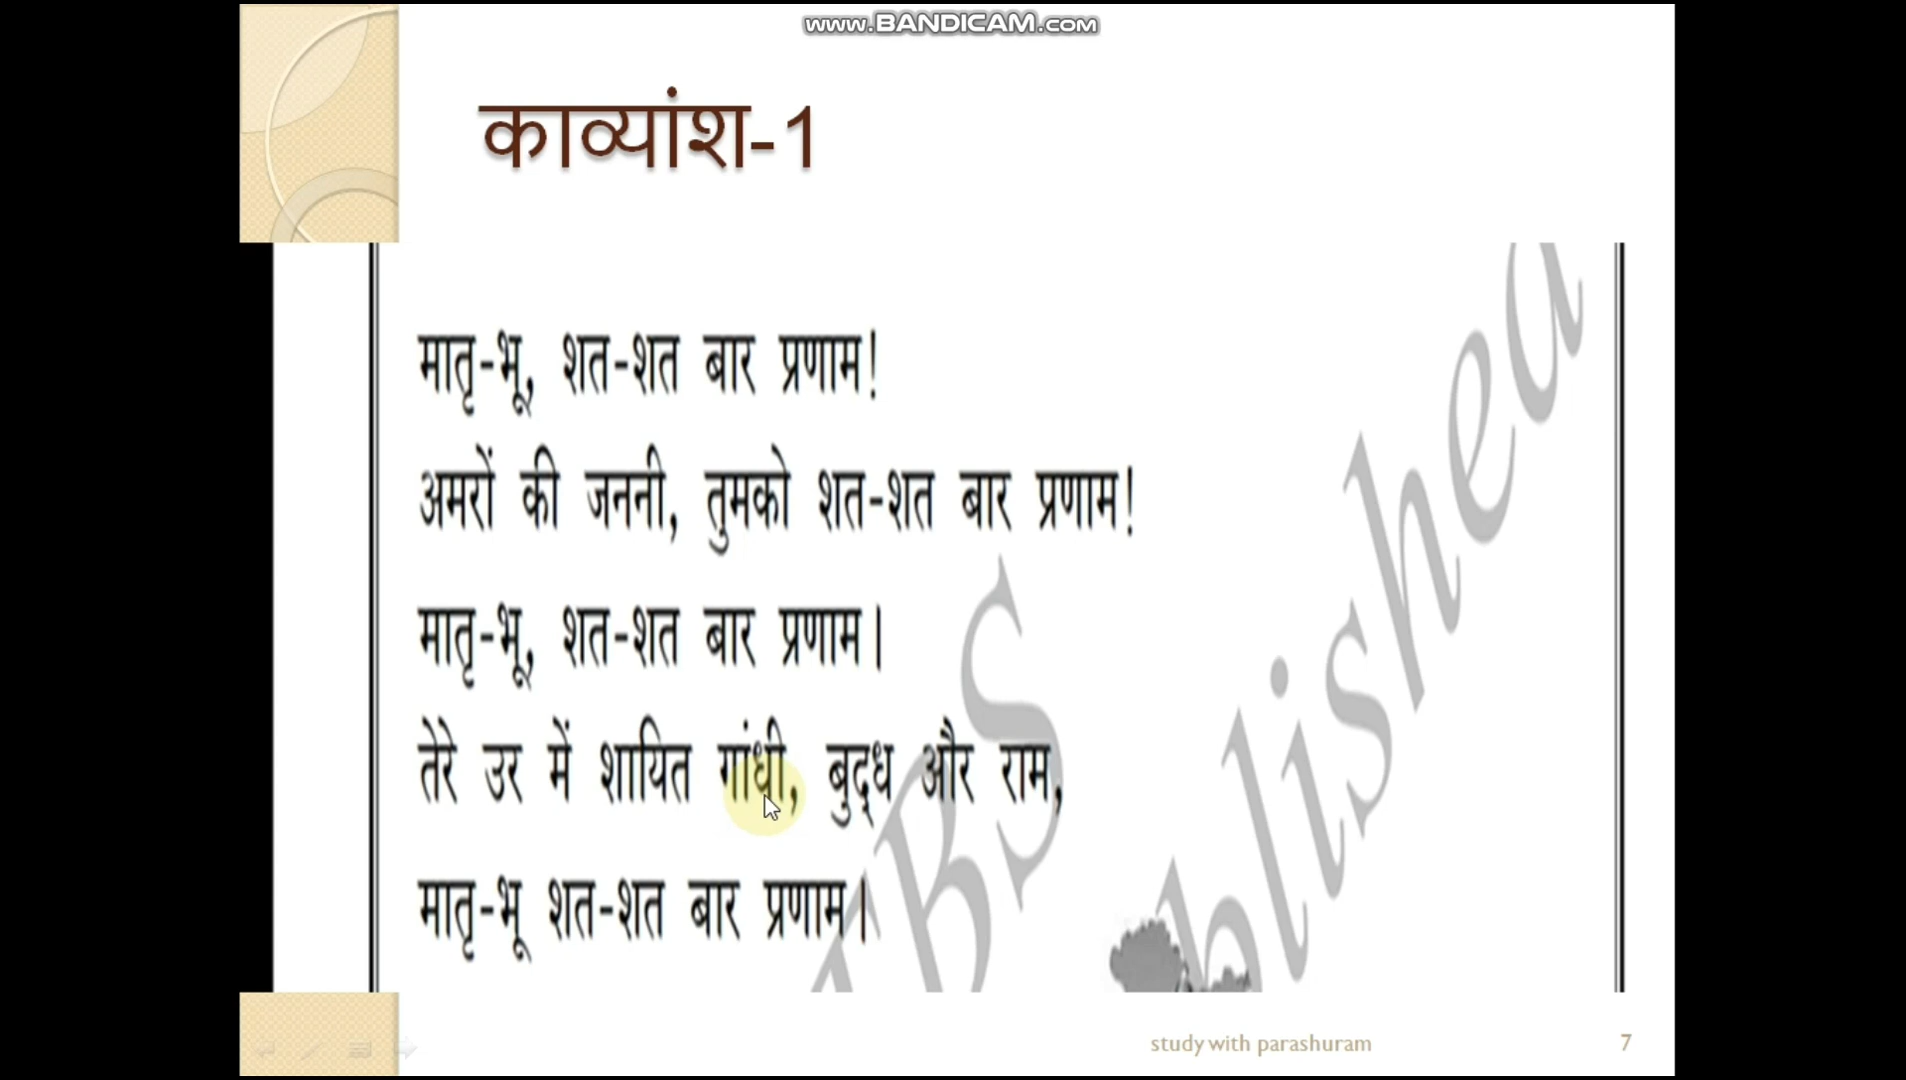 www.BANDICAM.com
काव्यांश-1
मातृ-भू, शत-शत बार प्रणाम!
अमरों की जननी, तुमको शत-शत बार प्रणाम!
मातृ-भू, शत-शत बार प्रणाम।
तेरे उर में शायित गांधी, बुद्ध और राम,
मातृ-भू शत-शत बार प्रणाम।
study with parashuram
7